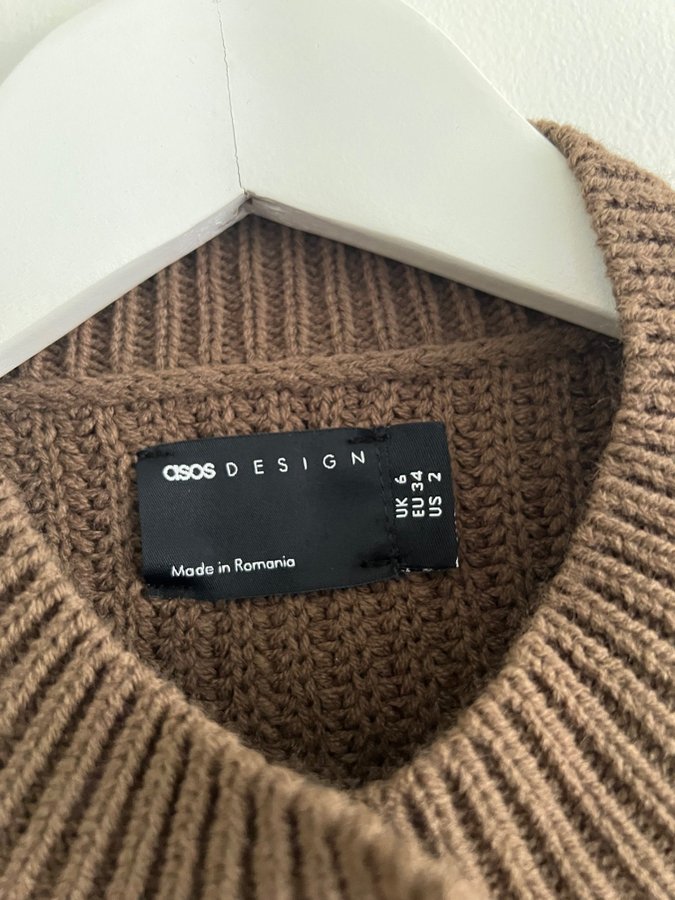 asos DESIGN
Made in Romania
UK 6
EU 34
US 2